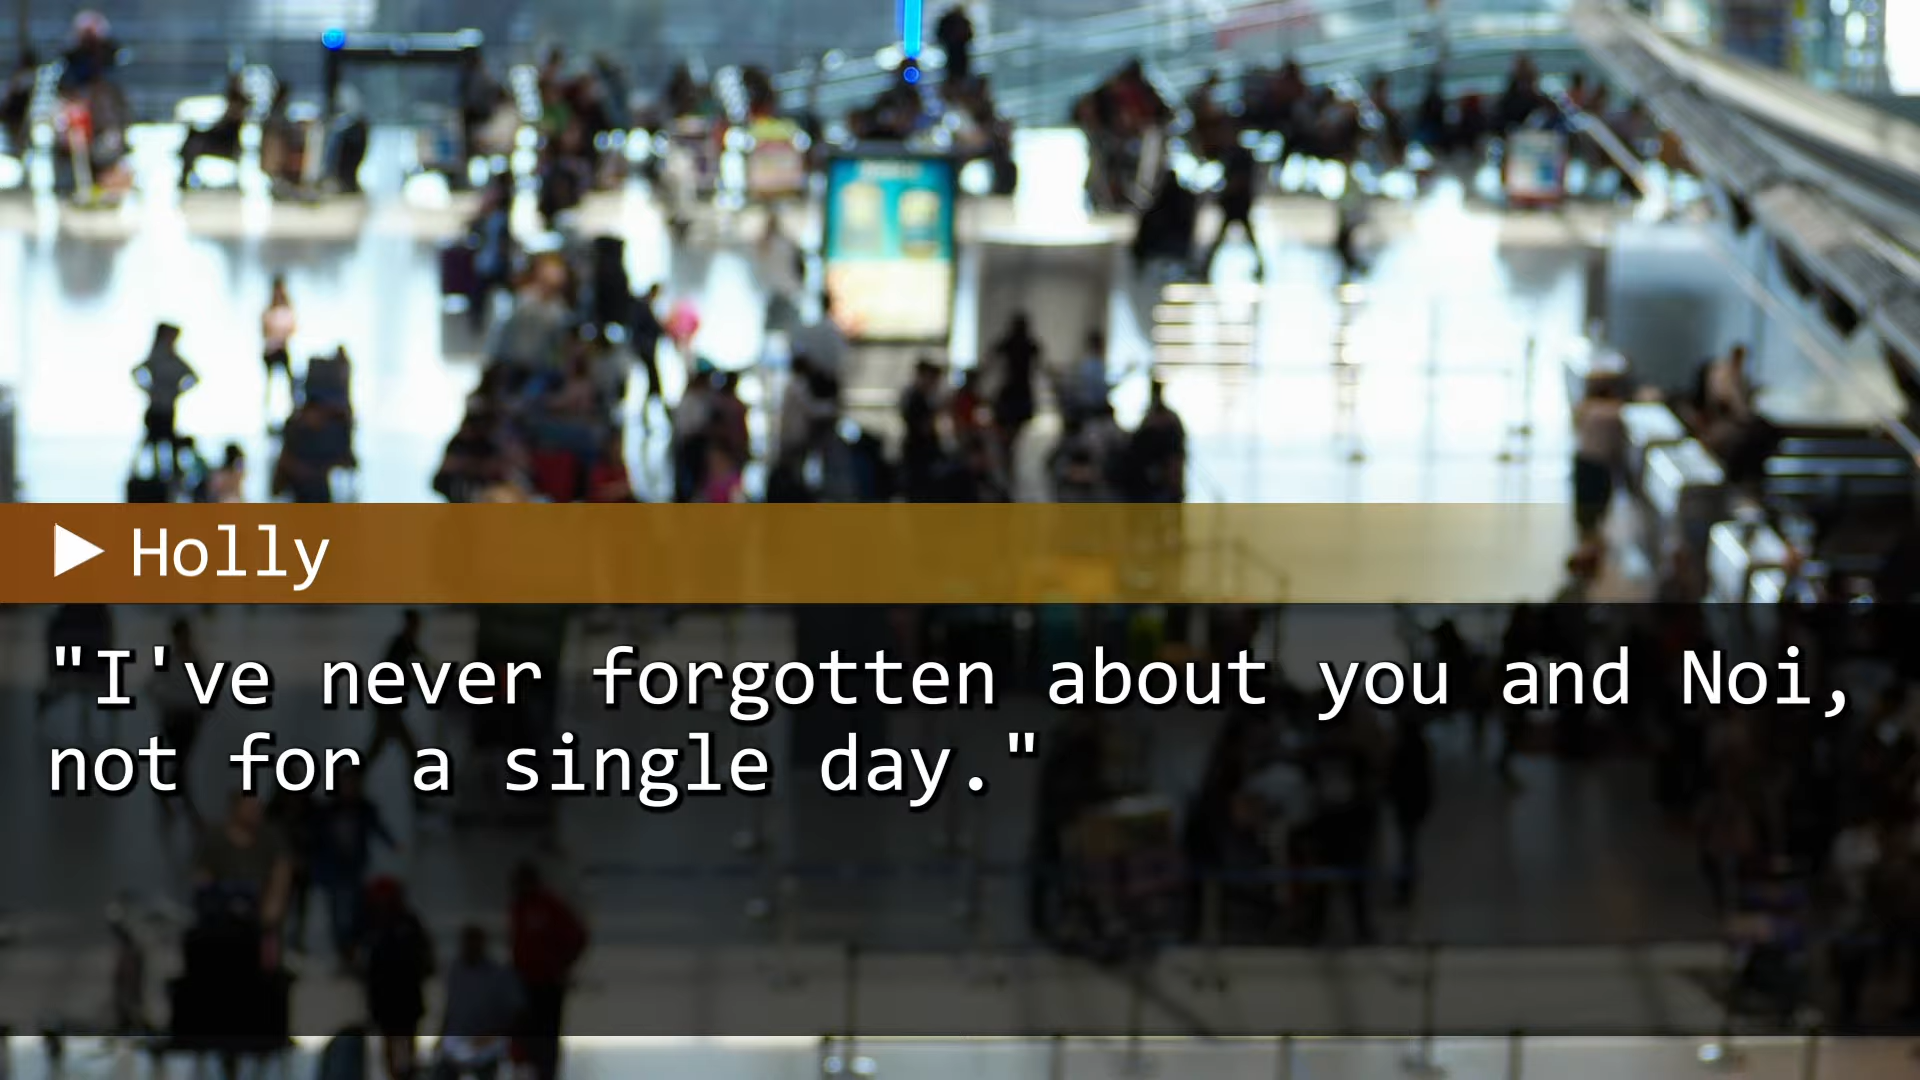 Holly
"I've never forgotten about you and Noi,
not for a single day."